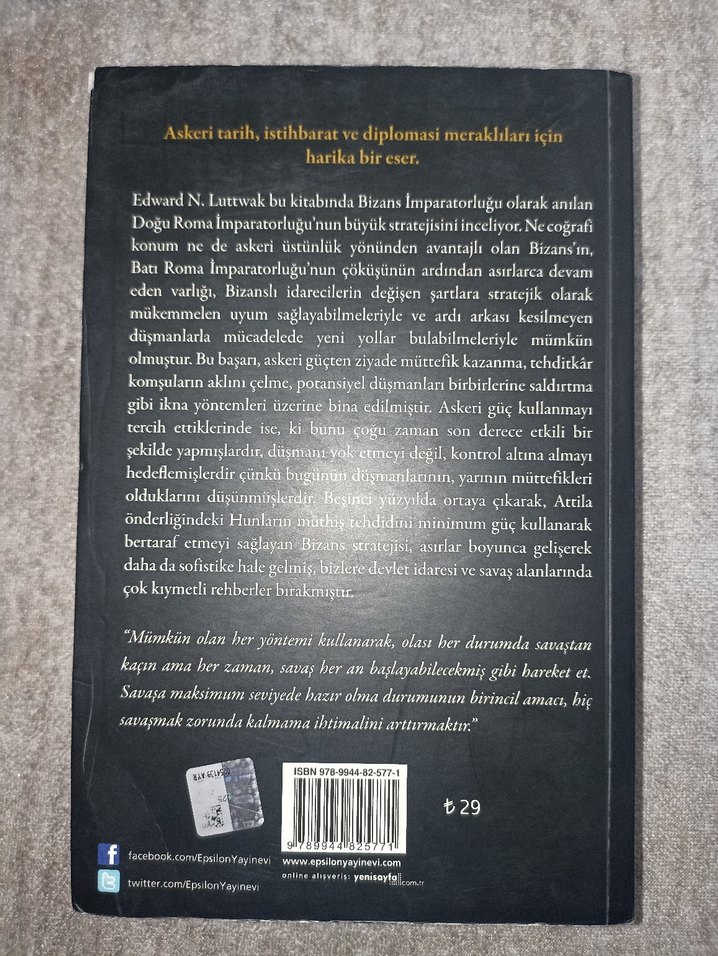 Askeri tarih, istihbarat ve diplomasi meraklıları için
harika bir eser.
Edward N. Luttwak bu kitabında Bizans İmparatorluğu olarak anılan
Doğu Roma İmparatorluğu'nun büyük stratejisini inceliyor. Ne coğrafi
konum ne de askeri üstünlük yönünden avantajlı olan Bizans'ın,
Batı Roma İmparatorluğu'nun çöküşünün ardından asırlarca devam
eden varlığı, Bizanslı idarecilerin değişen şartlara stratejik olarak
mükemmelen uyum sağlayabilmeleriyle ve ardı arkası kesilmeyen
düşmanlarla mücadelede yeni yollar bulabilmeleriyle mümkün
olmuştur. Bu başarı, askeri güçten ziyade müttefik kazanma, tehditkâr
komşuların aklını çelme, potansiyel düşmanları birbirlerine saldırtma
gibi ikna yöntemleri üzerine bina edilmiştir. Askeri güç kullanmayı
tercih ettiklerinde ise, ki bunu çoğu zaman son derece etkili bir
şekilde yapmışlardır, düşmanı yok etmeyi değil, kontrol altına almayı
hedeflemişlerdir çünkü bugünün düşmanlarının, yarının müttefikleri
olduklarını düşünmüşlerdir. Beşinci yüzyılda ortaya çıkarak, Attila
önderliğindeki Hunların müthiş tehdidini minimum güç kullanarak
bertaraf etmeyi sağlayan Bizans stratejisi, asırlar boyunca gelişerek
daha da sofistike hale gelmiş, bizlere devlet idaresi ve savaş alanlarında
çok kıymetli rehberler bırakmıştır.
"Mümkün olan her yöntemi kullanarak, olası her durumda savaştan
kaçın ama her zaman, savaş her an başlayabilecekmiş gibi hareket et.
Savaşa maksimum seviyede hazır olma durumunun birincil amacı, hiç
savaşmak zorunda kalmama ihtimalini arttırmaktır."
ISBN 978-9944-82-577-1
9 789944 825771
₺ 29
facebook.com/EpsilonYayinevi
www.epsilonyayinevi.com
twitter.com/EpsilonYayinevi
online alışveriş: yenisayfa.com.tr